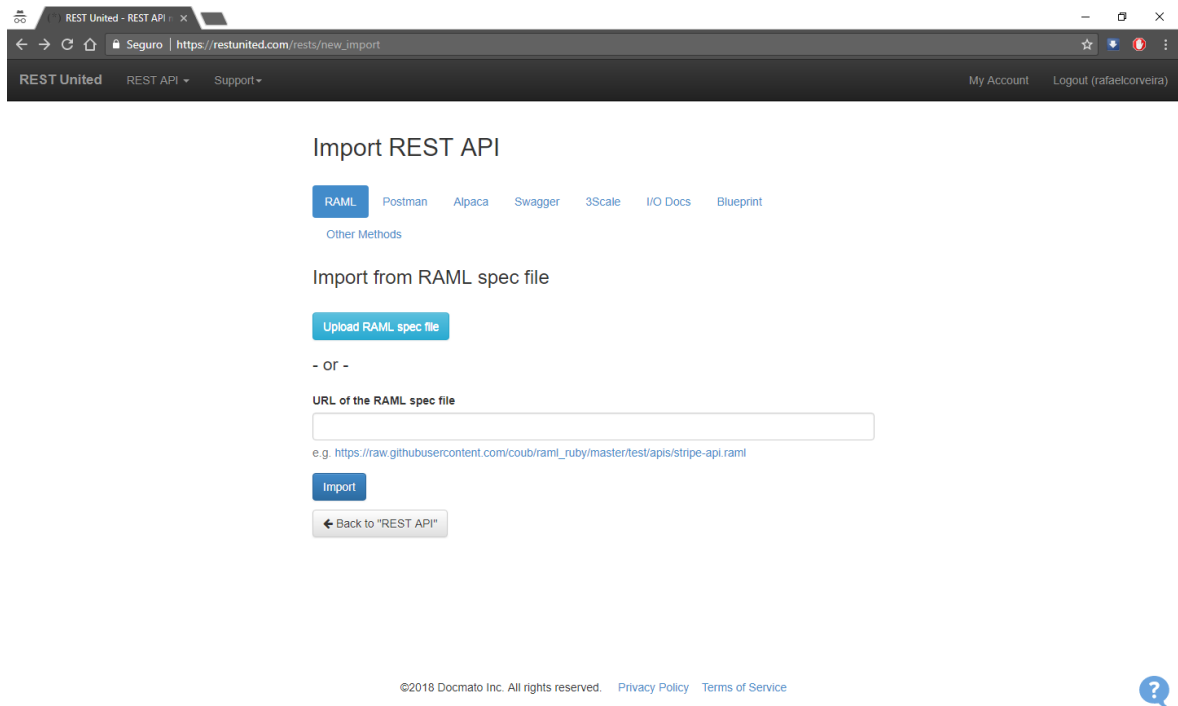 REST United - REST API
Seguro | https://restunited.com/rests/new_import
REST United REST API Support My Account Logout (rafaelcorveira)
Import REST API
RAML Postman Alpaca Swagger 3Scale I/O Docs Blueprint
Other Methods
Import from RAML spec file
Upload RAML spec file
- or -
URL of the RAML spec file
e.g. https://raw.githubusercontent.com/coub/raml_ruby/master/test/apis/stripe-api.raml
Import
Back to "REST API"
©2018 Docmato Inc. All rights reserved. Privacy Policy Terms of Service
?